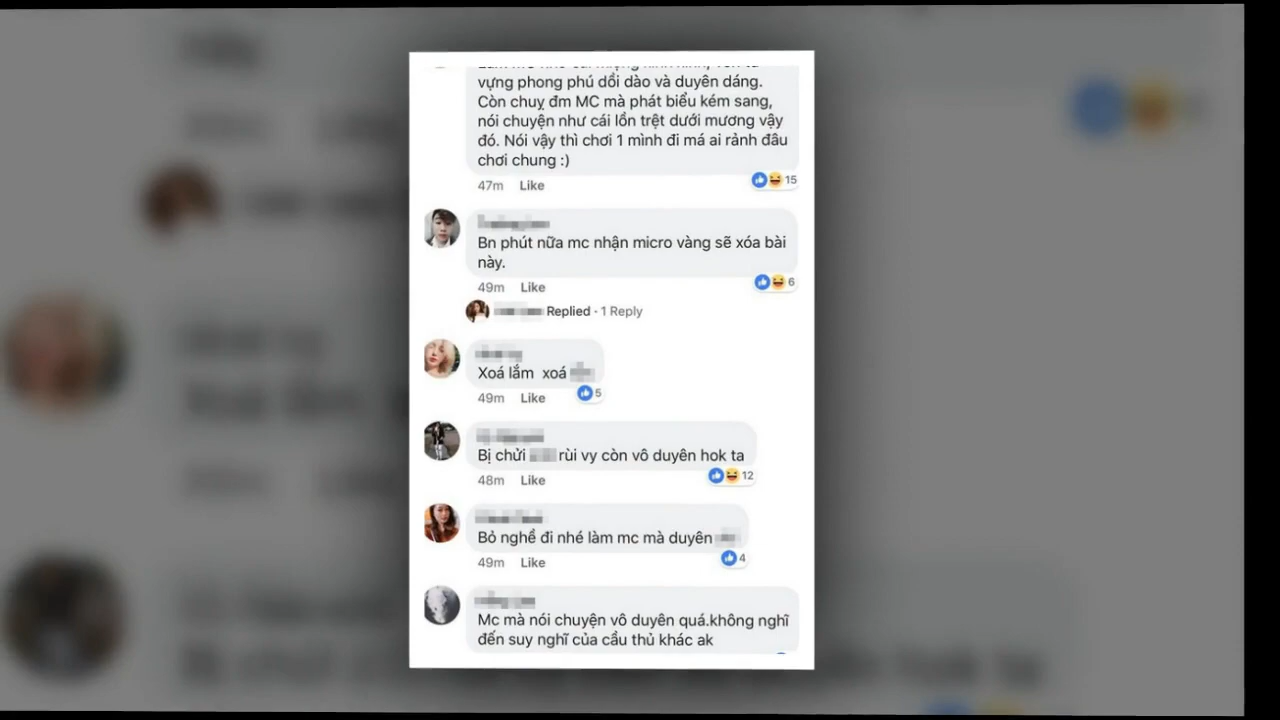 vựng phong phú dồi dào và duyên dáng.
Còn chuỵ đm MC mà phát biểu kém sang,
nói chuyện như cái lồn trệt dưới mương vậy
đó. Nói vậy thì chơi 1 mình đi má ai rảnh đâu
chơi chung :)
47m Like
15
Bn phút nữa mc nhận micro vàng sẽ xóa bài
này.
49m Like
6
Replied · 1 Reply
Xoá lắm xoá
49m Like
5
Bị chửi rùi vy còn vô duyên hok ta
48m Like
12
Bỏ nghề đi nhé làm mc mà duyên
49m Like
4
Mc mà nói chuyện vô duyên quá.không nghĩ
đến suy nghĩ của cầu thủ khác ak